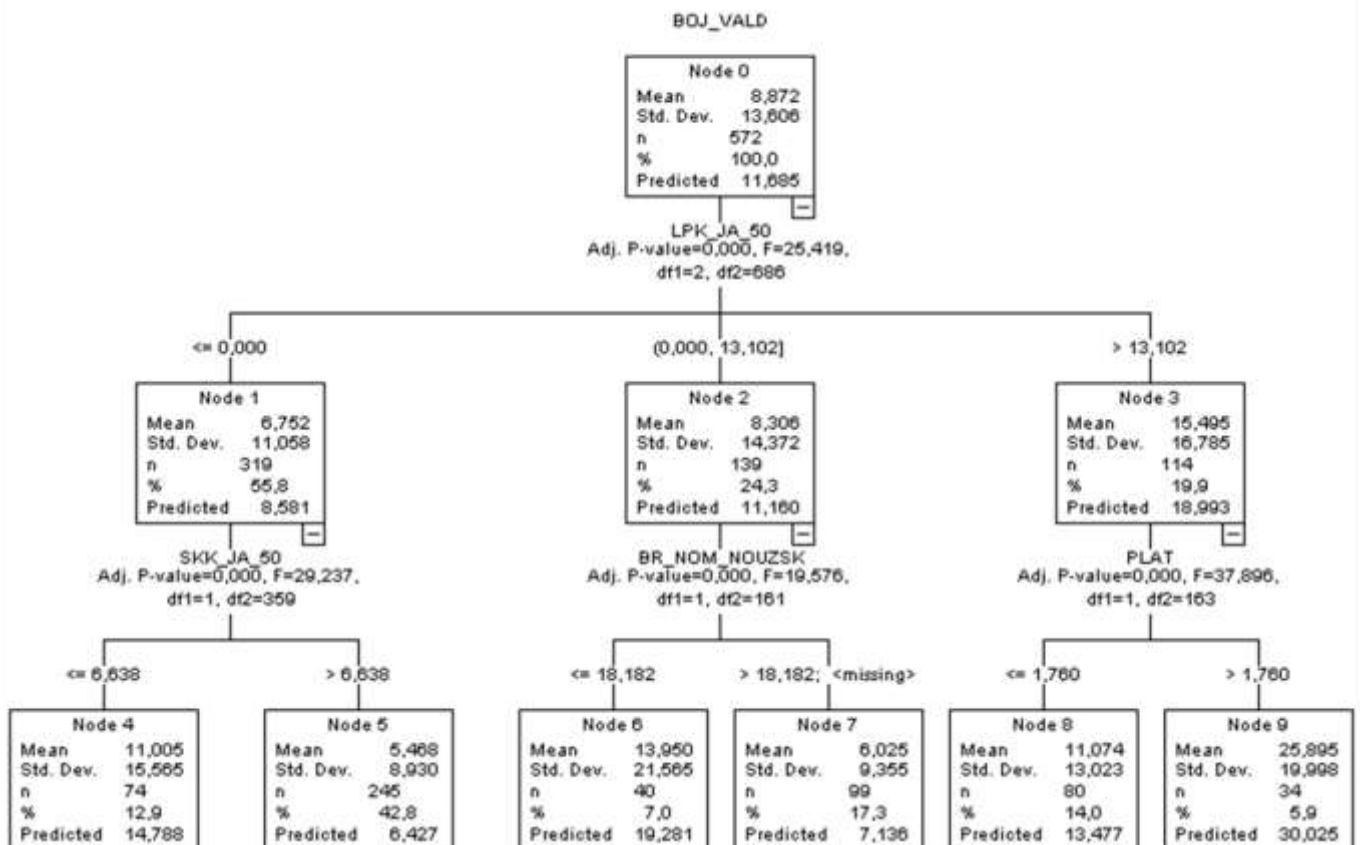 BOJ_VALD
Node 0
Mean 8,872
Std. Dev. 13,606
n 572
% 100,0
Predicted 11,685
LPK_JA_50
Adj. P-value=0,000, F=25,419,
df1=2, df2=686
<= 0,000
(0,000, 13,102]
> 13,102
Node 1
Mean 6,752
Std. Dev. 11,058
n 319
% 55,8
Predicted 8,581
Node 2
Mean 8,306
Std. Dev. 14,372
n 139
% 24,3
Predicted 11,160
Node 3
Mean 15,495
Std. Dev. 16,785
n 114
% 19,9
Predicted 18,993
SKK_JA_50
Adj. P-value=0,000, F=29,237,
df1=1, df2=359
BR_NOM_NOUZSK
Adj. P-value=0,000, F=19,576,
df1=1, df2=161
PLAT
Adj. P-value=0,000, F=37,896,
df1=1, df2=163
<= 6,638
> 6,638
<= 18,182
> 18,182; <missing>
<= 1,760
> 1,760
Node 4
Mean 11,005
Std. Dev. 15,565
n 74
% 12,9
Predicted 14,788
Node 5
Mean 5,468
Std. Dev. 8,930
n 245
% 42,8
Predicted 6,427
Node 6
Mean 13,950
Std. Dev. 21,565
n 40
% 7,0
Predicted 19,281
Node 7
Mean 6,025
Std. Dev. 9,355
n 99
% 17,3
Predicted 7,136
Node 8
Mean 11,074
Std. Dev. 13,023
n 80
% 14,0
Predicted 13,477
Node 9
Mean 25,895
Std. Dev. 19,998
n 34
% 5,9
Predicted 30,025